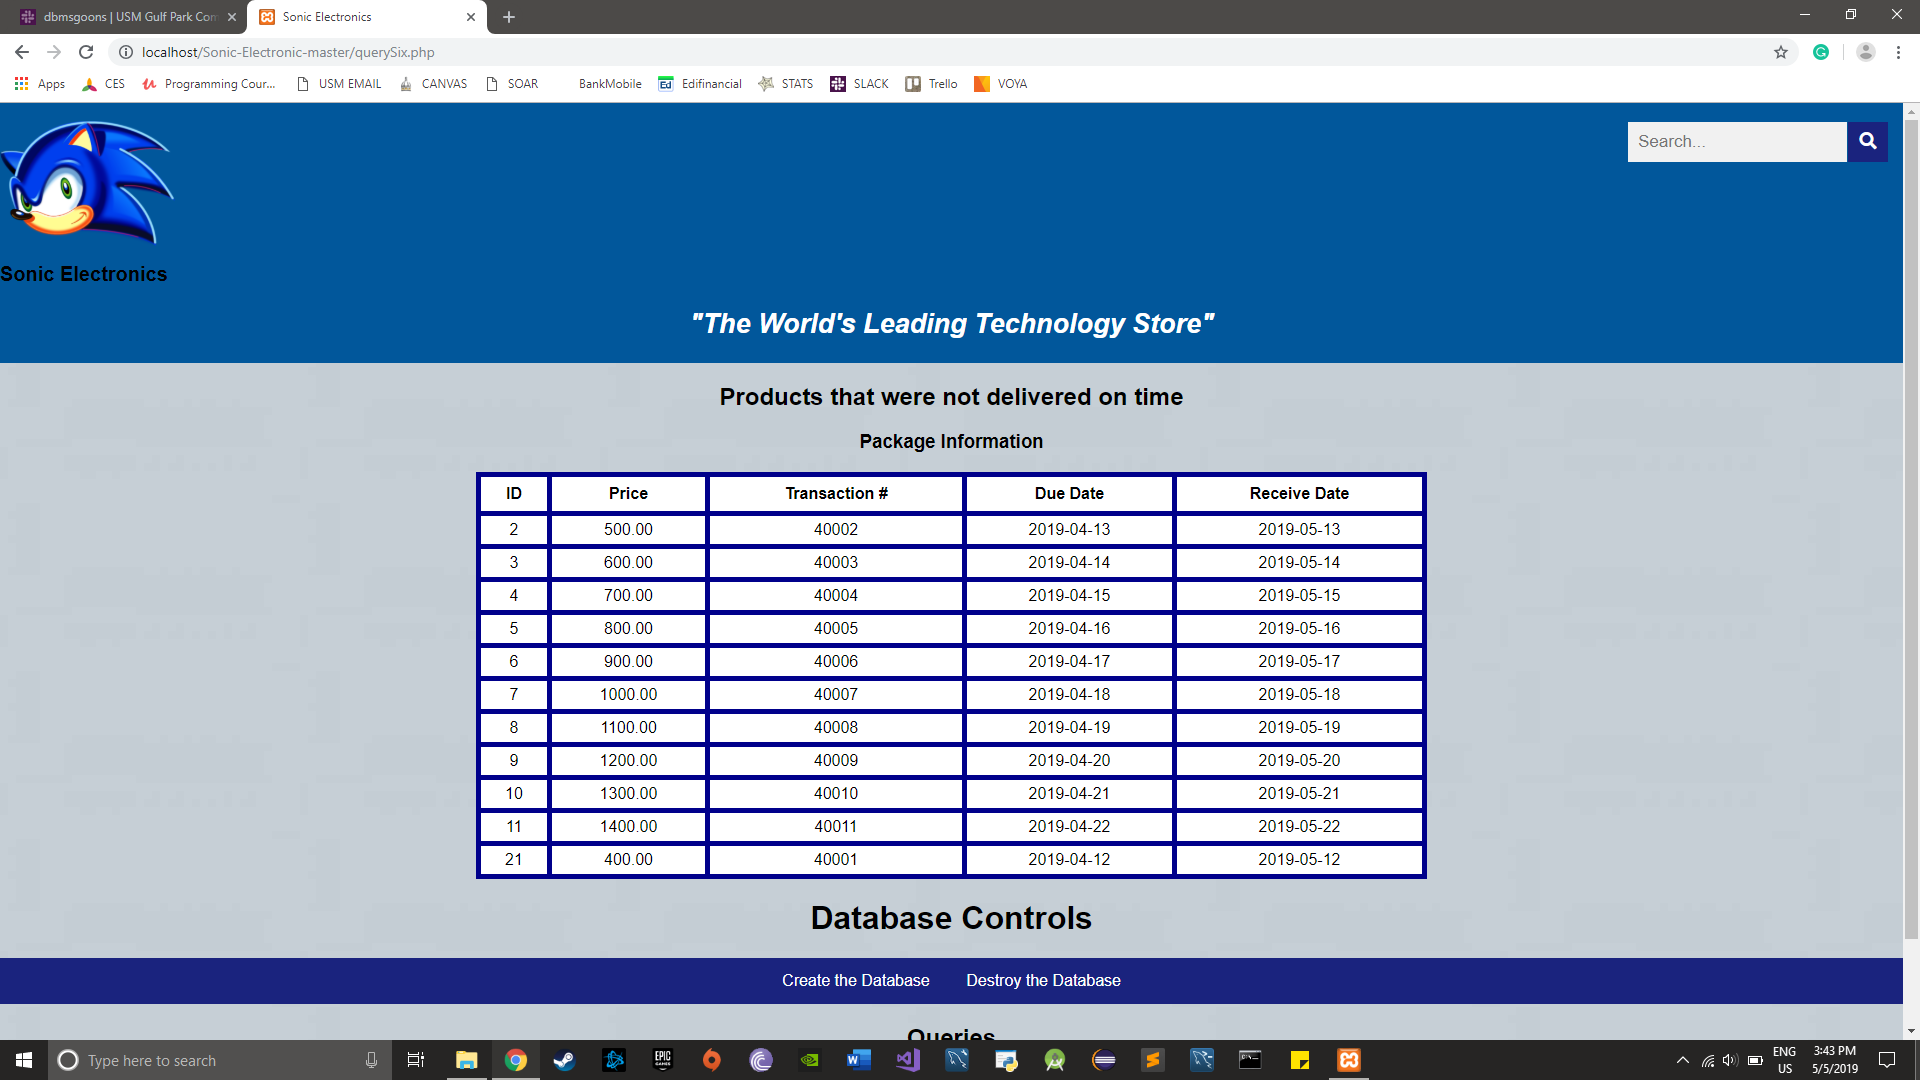 dbmsgoons | USM Gulf Park Com
Sonic Electronics
localhost/Sonic-Electronic-master/querySix.php
Apps CES Programming Cour... USM EMAIL CANVAS SOAR BankMobile Ed Edifinancial STATS SLACK Trello VOYA
Search...
Sonic Electronics
"The World's Leading Technology Store"
Products that were not delivered on time
Package Information
ID Price Transaction # Due Date Receive Date
2 500.00 40002 2019-04-13 2019-05-13
3 600.00 40003 2019-04-14 2019-05-14
4 700.00 40004 2019-04-15 2019-05-15
5 800.00 40005 2019-04-16 2019-05-16
6 900.00 40006 2019-04-17 2019-05-17
7 1000.00 40007 2019-04-18 2019-05-18
8 1100.00 40008 2019-04-19 2019-05-19
9 1200.00 40009 2019-04-20 2019-05-20
10 1300.00 40010 2019-04-21 2019-05-21
11 1400.00 40011 2019-04-22 2019-05-22
21 400.00 40001 2019-04-12 2019-05-12
Database Controls
Create the Database Destroy the Database
Queries
Type here to search
EPIC GAMES
ENG 3:43 PM
US 5/5/2019